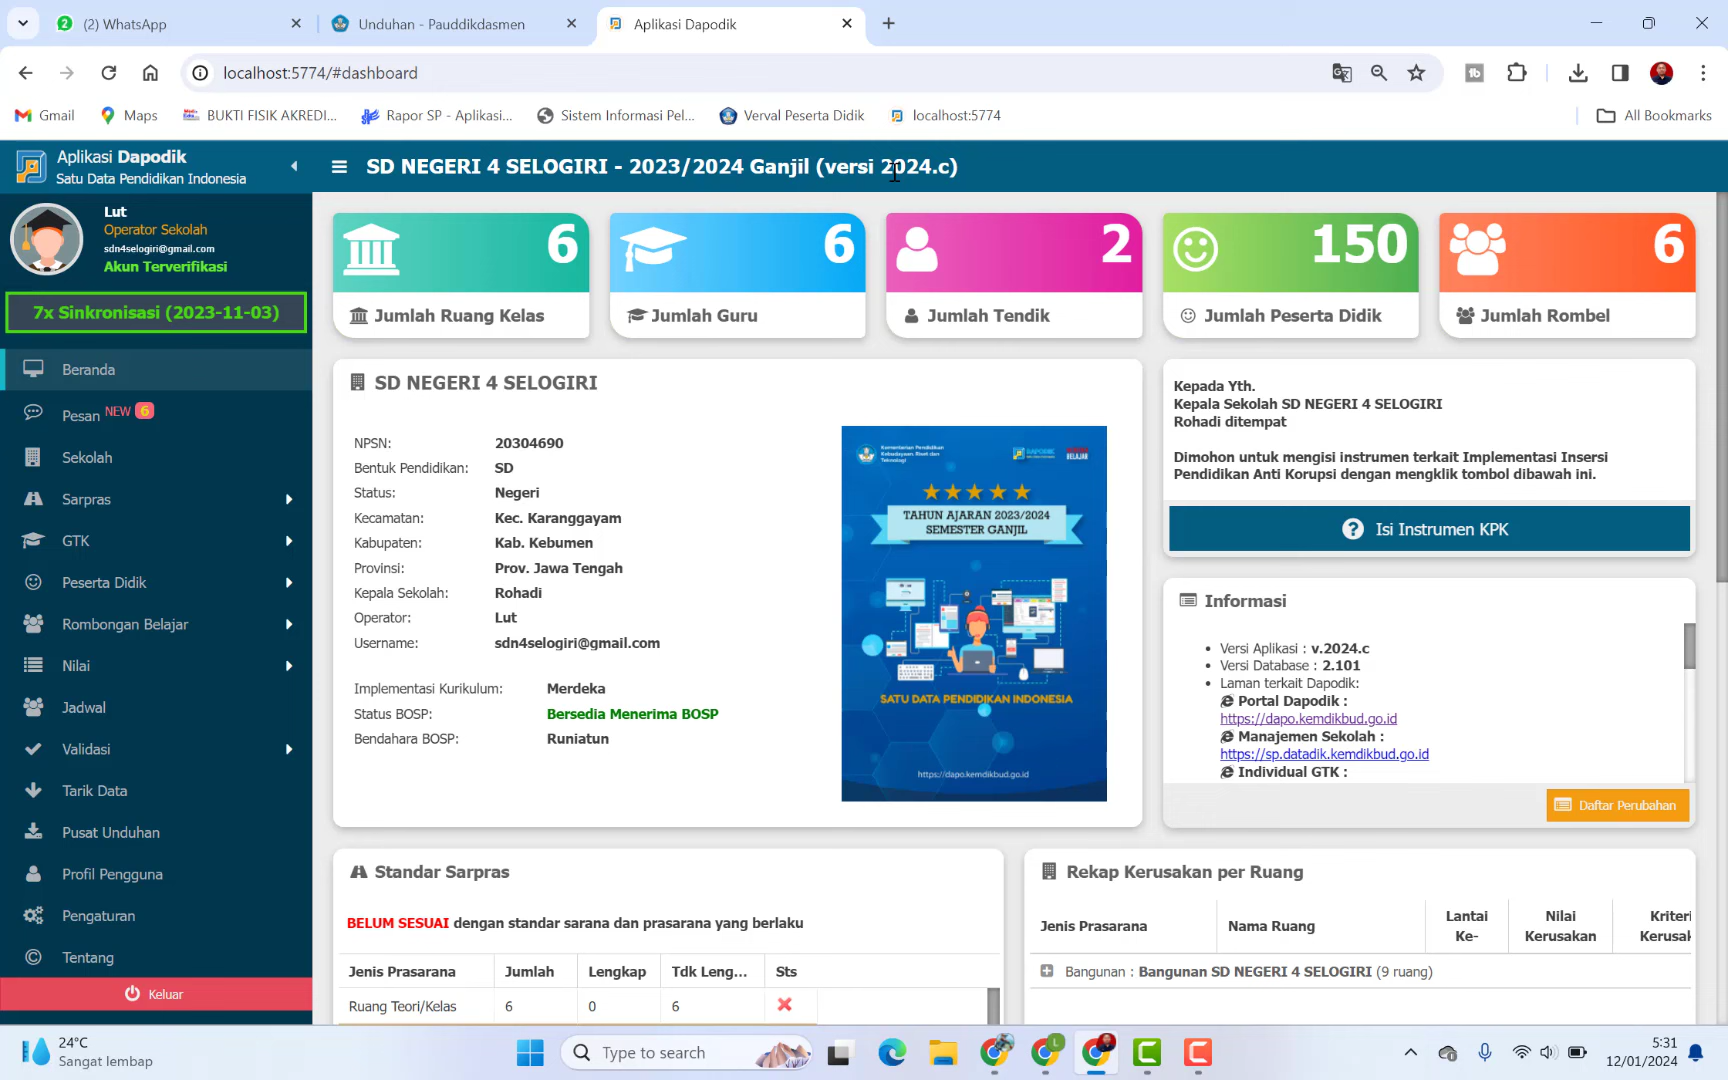 (2) WhatsApp
Unduhan - Pauddikdasmen
Aplikasi Dapodik
localhost:5774/#dashboard
Gmail
Maps
BUKTI FISIK AKREDI...
Rapor SP - Aplikasi...
Sistem Informasi Pel...
Verval Peserta Didik
localhost:5774
All Bookmarks
Aplikasi Dapodik
Satu Data Pendidikan Indonesia
SD NEGERI 4 SELOGIRI - 2023/2024 Ganjil (versi 2024.c)
Lut
Operator Sekolah
sdn4selogiri@gmail.com
Akun Terverifikasi
7x Sinkronisasi (2023-11-03)
Beranda
Pesan NEW 6
Sekolah
Sarpras
GTK
Peserta Didik
Rombongan Belajar
Nilai
Jadwal
Validasi
Tarik Data
Pusat Unduhan
Profil Pengguna
Pengaturan
Tentang
Keluar
6
Jumlah Ruang Kelas
6
Jumlah Guru
2
Jumlah Tendik
150
Jumlah Peserta Didik
6
Jumlah Rombel
SD NEGERI 4 SELOGIRI
NPSN: 20304690
Bentuk Pendidikan: SD
Status: Negeri
Kecamatan: Kec. Karanggayam
Kabupaten: Kab. Kebumen
Provinsi: Prov. Jawa Tengah
Kepala Sekolah: Rohadi
Operator: Lut
Username: sdn4selogiri@gmail.com
Implementasi Kurikulum: Merdeka
Status BOSP: Bersedia Menerima BOSP
Bendahara BOSP: Runiatun
Kementerian Pendidikan
Kebudayaan, Riset dan
Teknologi
DAPODIK
BELAJAR
TAHUN AJARAN 2023/2024
SEMESTER GANJIL
SATU DATA PENDIDIKAN INDONESIA
https://dapo.kemdikbud.go.id
Kepada Yth.
Kepala Sekolah SD NEGERI 4 SELOGIRI
Rohadi ditempat
Dimohon untuk mengisi instrumen terkait Implementasi Insersi
Pendidikan Anti Korupsi dengan mengklik tombol dibawah ini.
Isi Instrumen KPK
Informasi
Versi Aplikasi : v.2024.c
Versi Database : 2.101
Laman terkait Dapodik:
Portal Dapodik :
https://dapo.kemdikbud.go.id
Manajemen Sekolah :
https://sp.datadik.kemdikbud.go.id
Individual GTK :
Daftar Perubahan
Standar Sarpras
BELUM SESUAI dengan standar sarana dan prasarana yang berlaku
Jenis Prasarana Jumlah Lengkap Tdk Leng... Sts
Ruang Teori/Kelas 6 0 6
Rekap Kerusakan per Ruang
Jenis Prasarana Nama Ruang Lantai Ke- Nilai Kerusakan Kriteri Kerusak
Bangunan : Bangunan SD NEGERI 4 SELOGIRI (9 ruang)
24°C
Sangat lembap
Type to search
5:31
12/01/2024